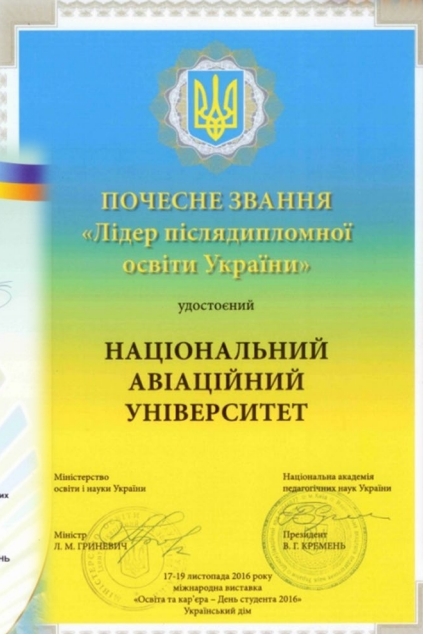 ПОЧЕСНЕ ЗВАННЯ
«Лідер післядипломної
освіти України»
удостоєний
НАЦІОНАЛЬНИЙ
АВІАЦІЙНИЙ
УНІВЕРСИТЕТ
Міністерство
освіти і науки України
Національна академія
педагогічних наук України
Міністр
Л. М. ГРИНЕВИЧ
Президент
В. Г. КРЕМЕНЬ
17-19 листопада 2016 року
міжнародна виставка
«Освіта та кар’єра – День студента 2016»
Український дім